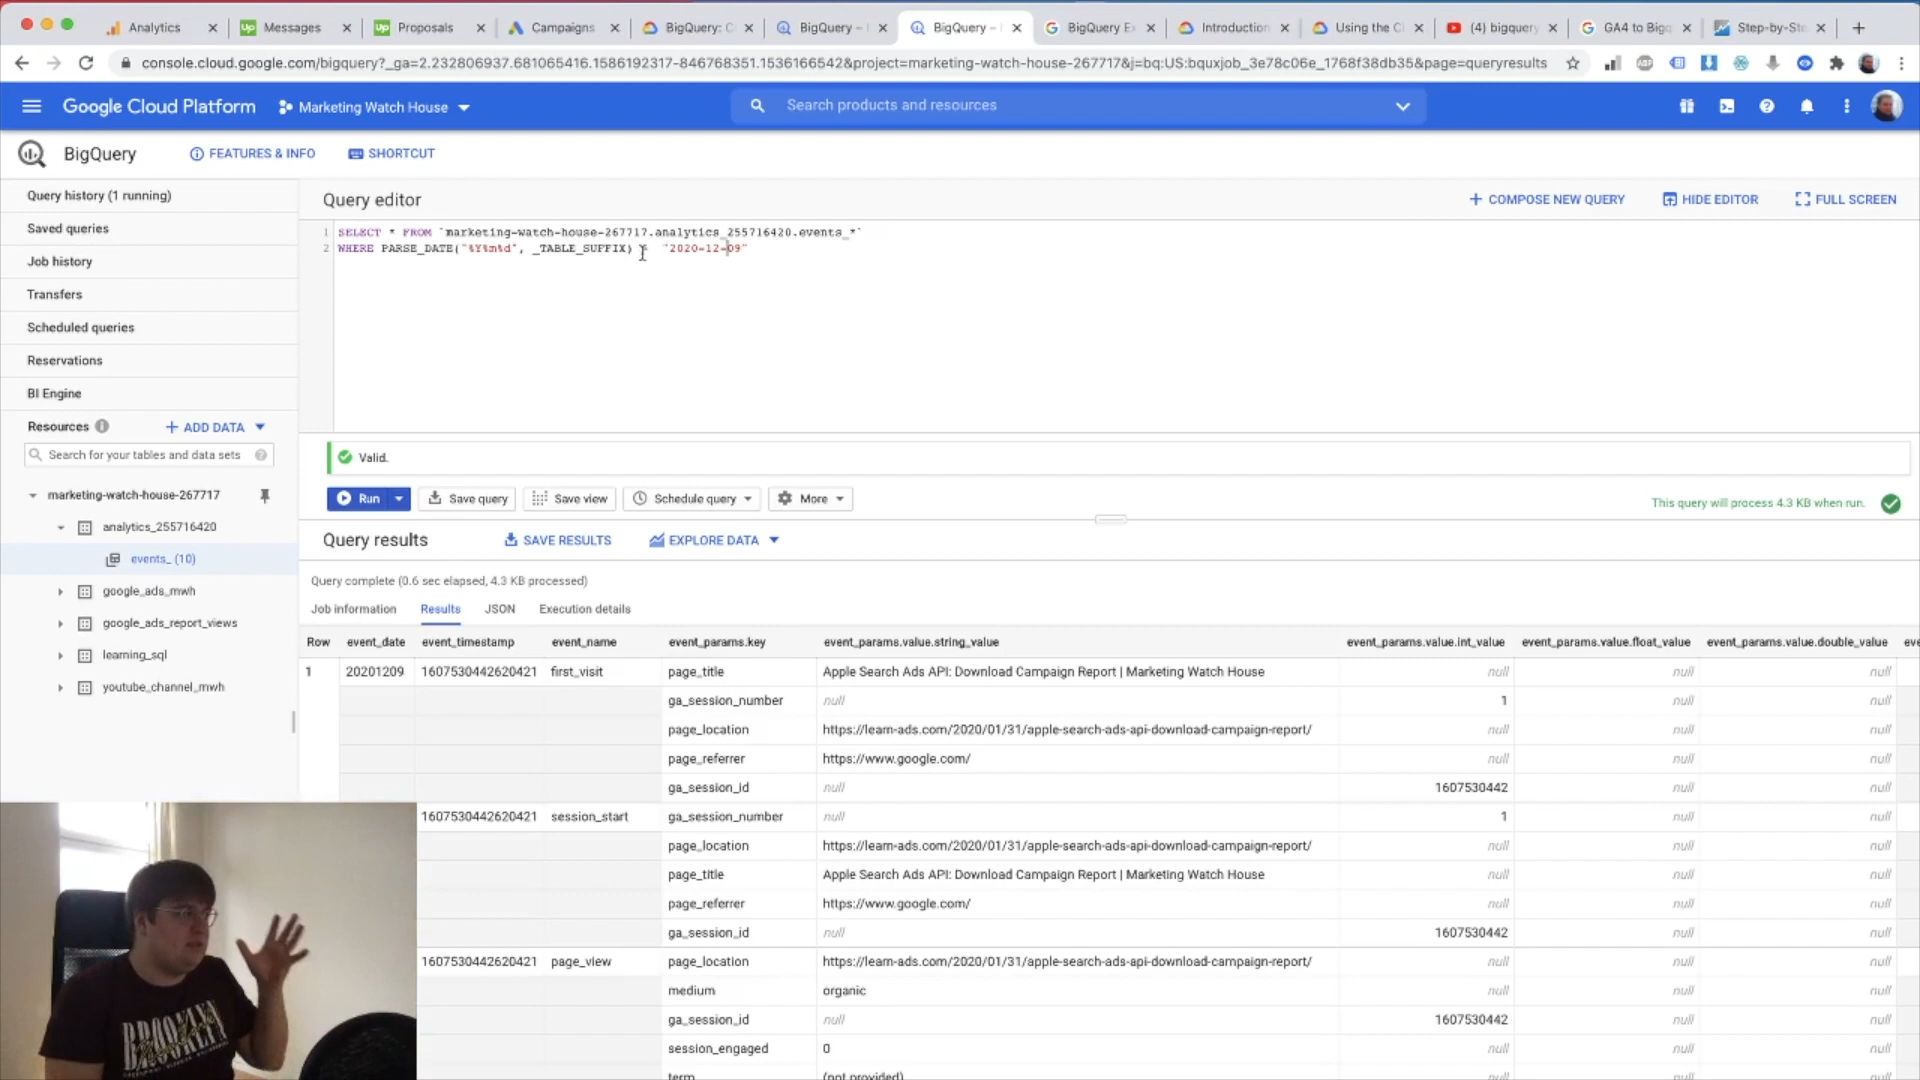 Analytics
Messages
Proposals
Campaigns
BigQuery: C
BigQuery – I
BigQuery – I
BigQuery Ex
Introduction
Using the Cl
(4) bigquery
GA4 to Bigq
Step-by-Ste
console.cloud.google.com/bigquery?_ga=2.232806937.681065416.1586192317-846768351.1536166542&project=marketing-watch-house-267717&j=bq:US:bquxjob_3e78c06e_1768f38db35&page=queryresults
Google Cloud Platform
Marketing Watch House
Search products and resources
BigQuery
FEATURES & INFO
SHORTCUT
Query history (1 running)
Saved queries
Job history
Transfers
Scheduled queries
Reservations
BI Engine
Resources
+ ADD DATA
Search for your tables and data sets
marketing-watch-house-267717
analytics_255716420
events_ (10)
google_ads_mwh
google_ads_report_views
learning_sql
youtube_channel_mwh
Query editor
+ COMPOSE NEW QUERY
HIDE EDITOR
FULL SCREEN
1 SELECT * FROM `marketing-watch-house-267717.analytics_255716420.events_*`
2 WHERE PARSE_DATE("%Y%m%d", _TABLE_SUFFIX) "2020-12-09"
Valid.
Run
Save query
Save view
Schedule query
More
This query will process 4.3 KB when run.
Query results
SAVE RESULTS
EXPLORE DATA
Query complete (0.6 sec elapsed, 4.3 KB processed)
Job information Results JSON Execution details
Row event_date event_timestamp event_name event_params.key event_params.value.string_value event_params.value.int_value event_params.value.float_value event_params.value.double_value eve
1 20201209 1607530442620421 first_visit page_title Apple Search Ads API: Download Campaign Report | Marketing Watch House null null null
ga_session_number null 1 null null
page_location https://learn-ads.com/2020/01/31/apple-search-ads-api-download-campaign-report/ null null null
page_referrer https://www.google.com/ null null null
ga_session_id null 1607530442 null null
1607530442620421 session_start ga_session_number null 1 null null
page_location https://learn-ads.com/2020/01/31/apple-search-ads-api-download-campaign-report/ null null null
page_title Apple Search Ads API: Download Campaign Report | Marketing Watch House null null null
page_referrer https://www.google.com/ null null null
ga_session_id null 1607530442 null null
1607530442620421 page_view page_location https://learn-ads.com/2020/01/31/apple-search-ads-api-download-campaign-report/ null null null
medium organic null null null
ga_session_id null 1607530442 null null
session_engaged 0 null null null
term (not provided) null null null
BROOKLYN
BROOKLYN